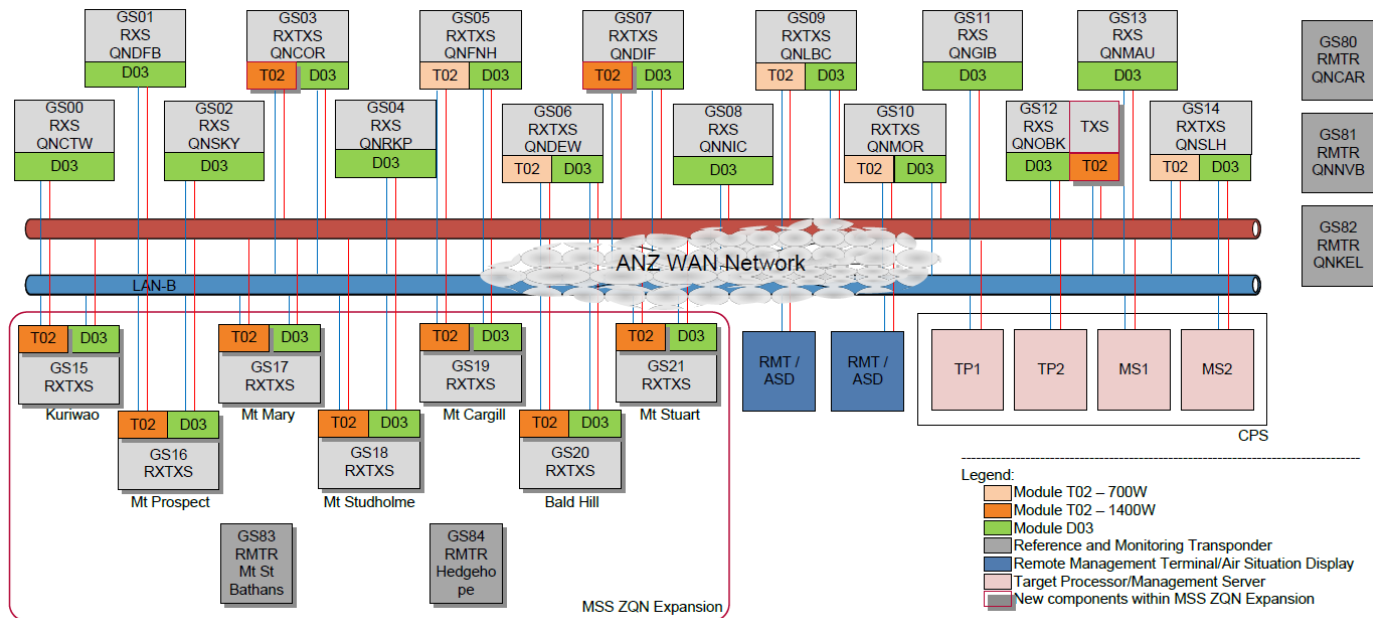 GS01
RXS
QNDFB
D03
GS03
RXTXS
QNCOR
T02 D03
GS05
RXTXS
QNFNH
T02 D03
GS07
RXTXS
QNDIF
T02 D03
GS09
RXTXS
QNLBC
T02 D03
GS11
RXS
QNGIB
D03
GS13
RXS
QNMAU
D03
GS80
RMTR
QNCAR
GS00
RXS
QNCTW
D03
GS02
RXS
QNSKY
D03
GS04
RXS
QNRKP
D03
GS06
RXTXS
QNDEW
T02 D03
GS08
RXS
QNNIC
D03
GS10
RXTXS
QNMOR
T02 D03
GS12
RXS
QNOBK
D03
TXS
T02
GS14
RXTXS
QNSLH
T02 D03
GS81
RMTR
QNNVB
GS82
RMTR
QNKEL
ANZ WAN Network
LAN-B
T02 D03
GS15
RXTXS
Kuriwao
T02 D03
GS17
RXTXS
Mt Mary
T02 D03
GS19
RXTXS
Mt Cargill
T02 D03
GS21
RXTXS
Mt Stuart
RMT /
ASD
RMT /
ASD
TP1
TP2
MS1
MS2
CPS
T02 D03
GS16
RXTXS
Mt Prospect
T02 D03
GS18
RXTXS
Mt Studholme
T02 D03
GS20
RXTXS
Bald Hill
GS83
RMTR
Mt St
Bathans
GS84
RMTR
Hedgeho
pe
MSS ZQN Expansion
Legend:
Module T02 – 700W
Module T02 – 1400W
Module D03
Reference and Monitoring Transponder
Remote Management Terminal/Air Situation Display
Target Processor/Management Server
New components within MSS ZQN Expansion